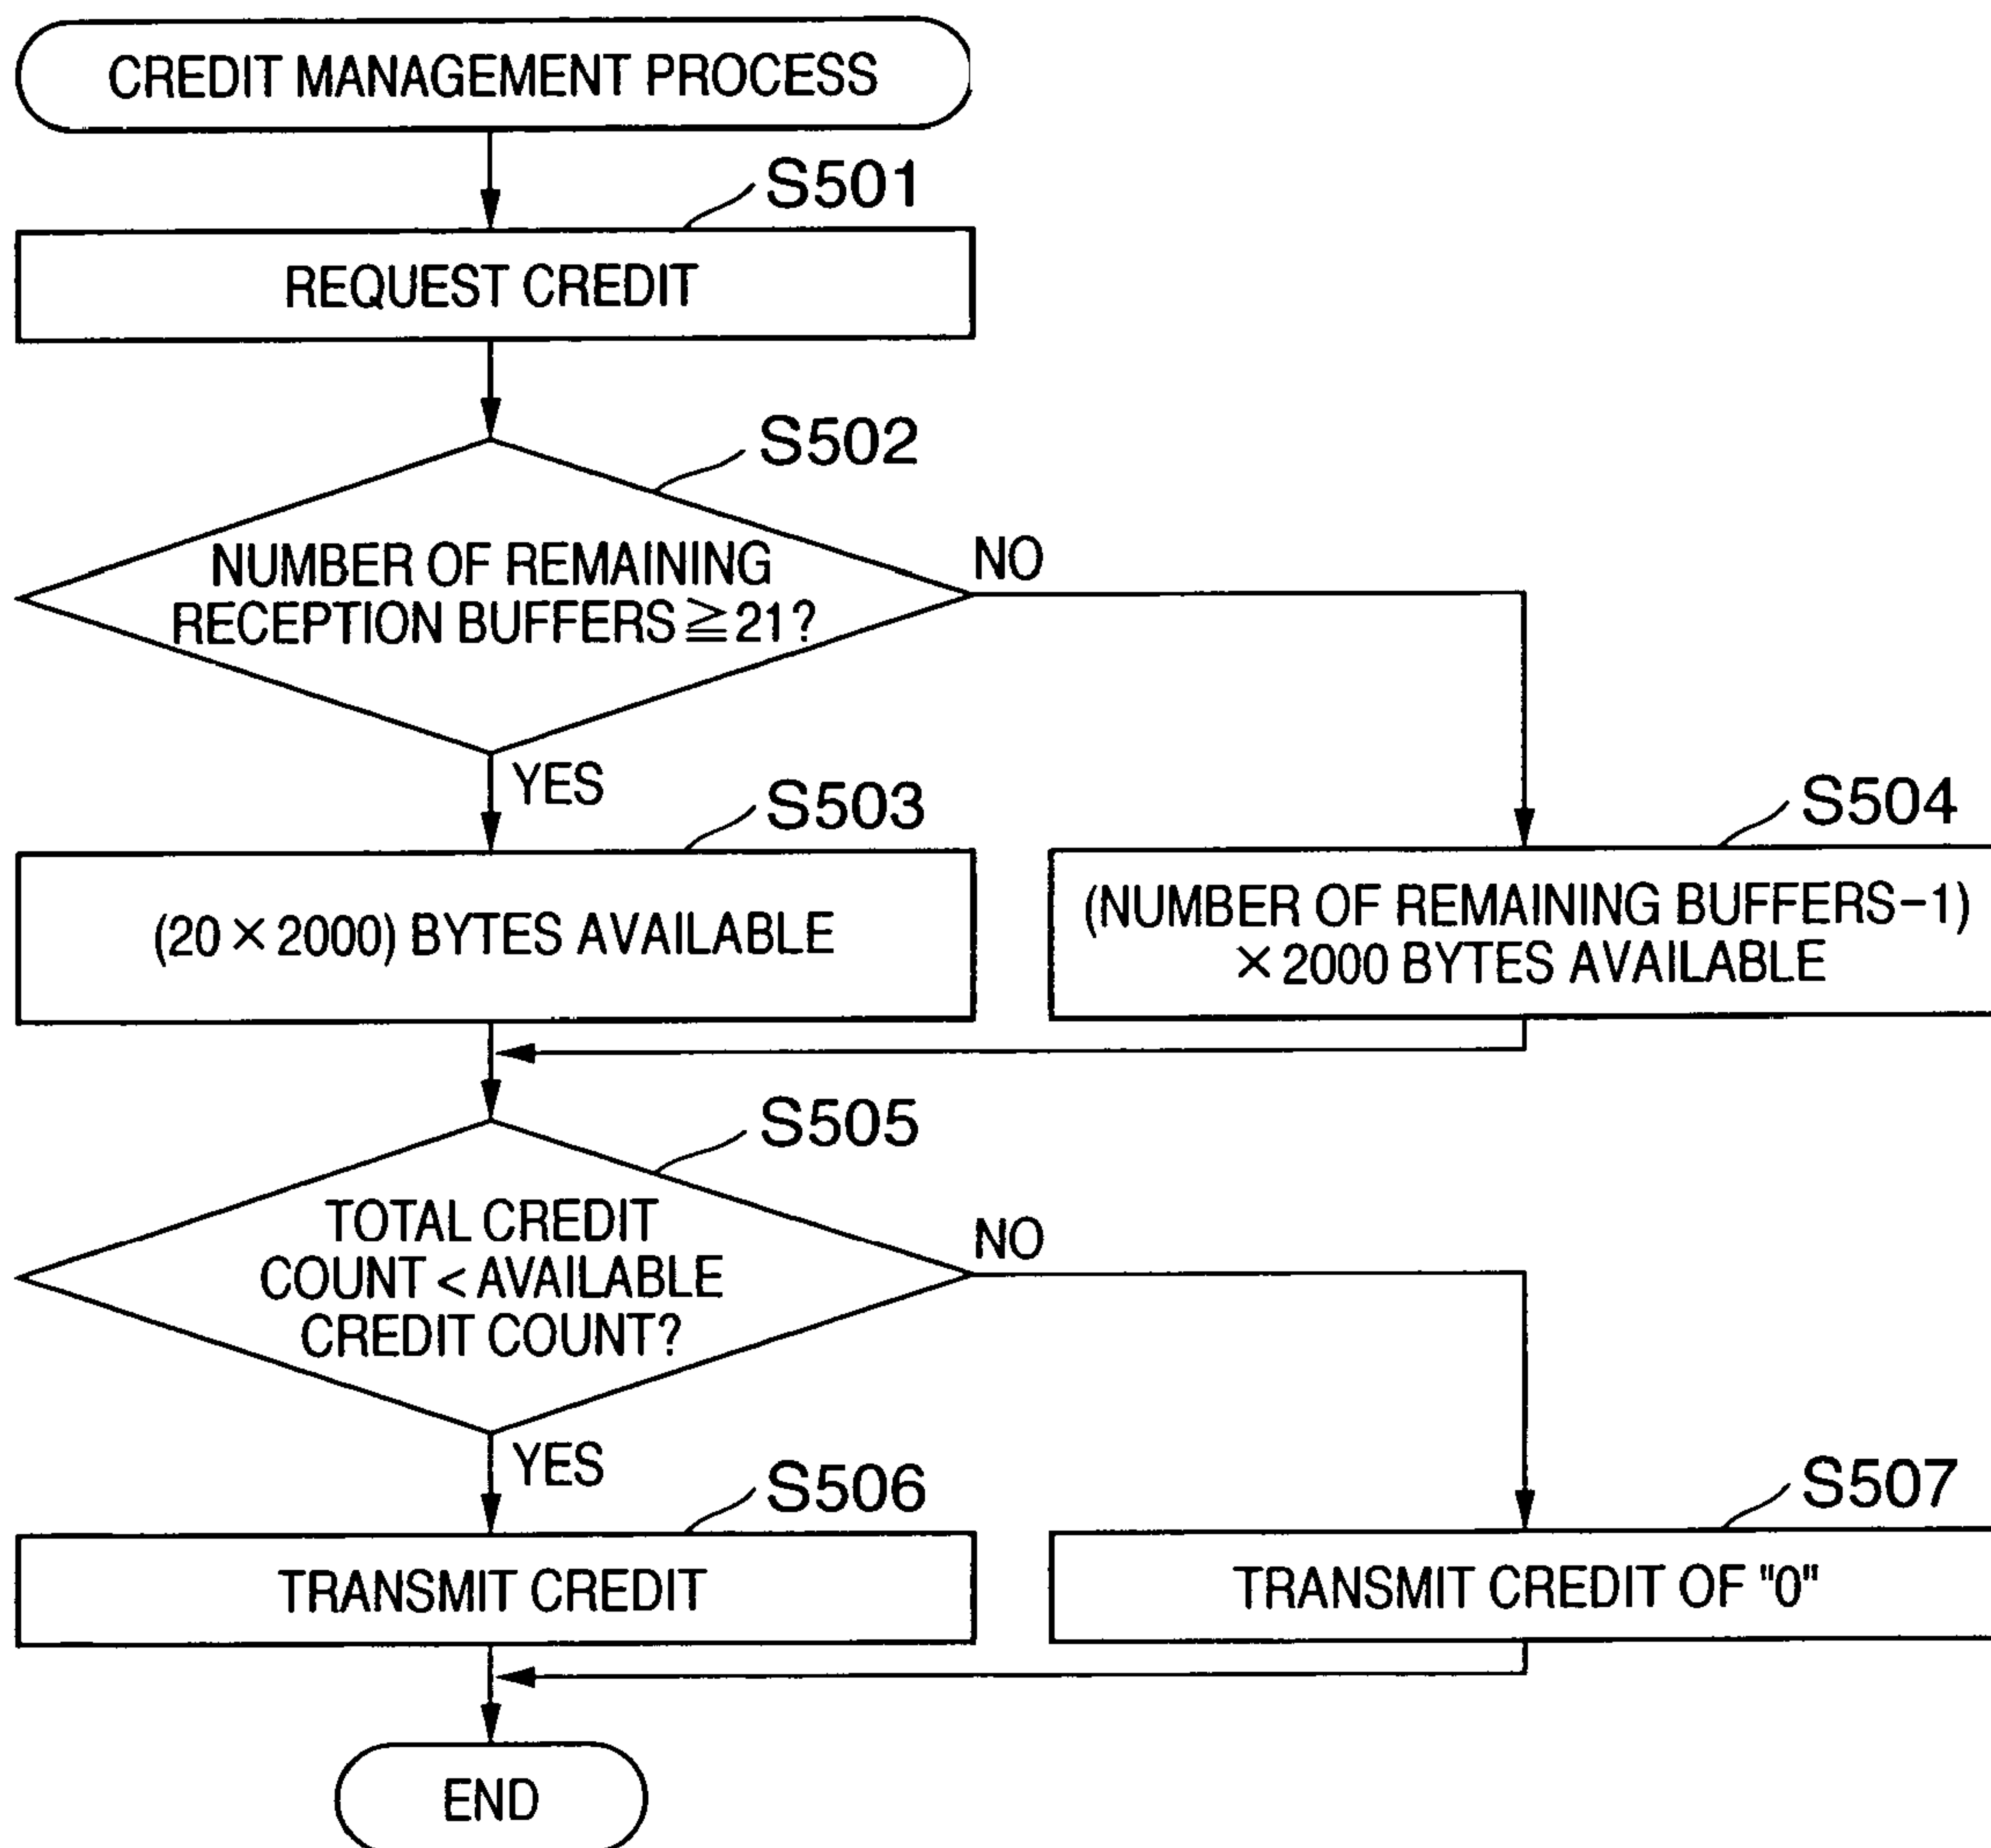 CREDIT MANAGEMENT PROCESS
S501
REQUEST CREDIT
S502
NUMBER OF REMAINING
RECEPTION BUFFERS ≧ 21?
NO
YES
S503
(20 × 2000) BYTES AVAILABLE
S504
(NUMBER OF REMAINING BUFFERS-1)
× 2000 BYTES AVAILABLE
S505
TOTAL CREDIT
COUNT < AVAILABLE
CREDIT COUNT?
NO
YES
S506
TRANSMIT CREDIT
S507
TRANSMIT CREDIT OF "0"
END